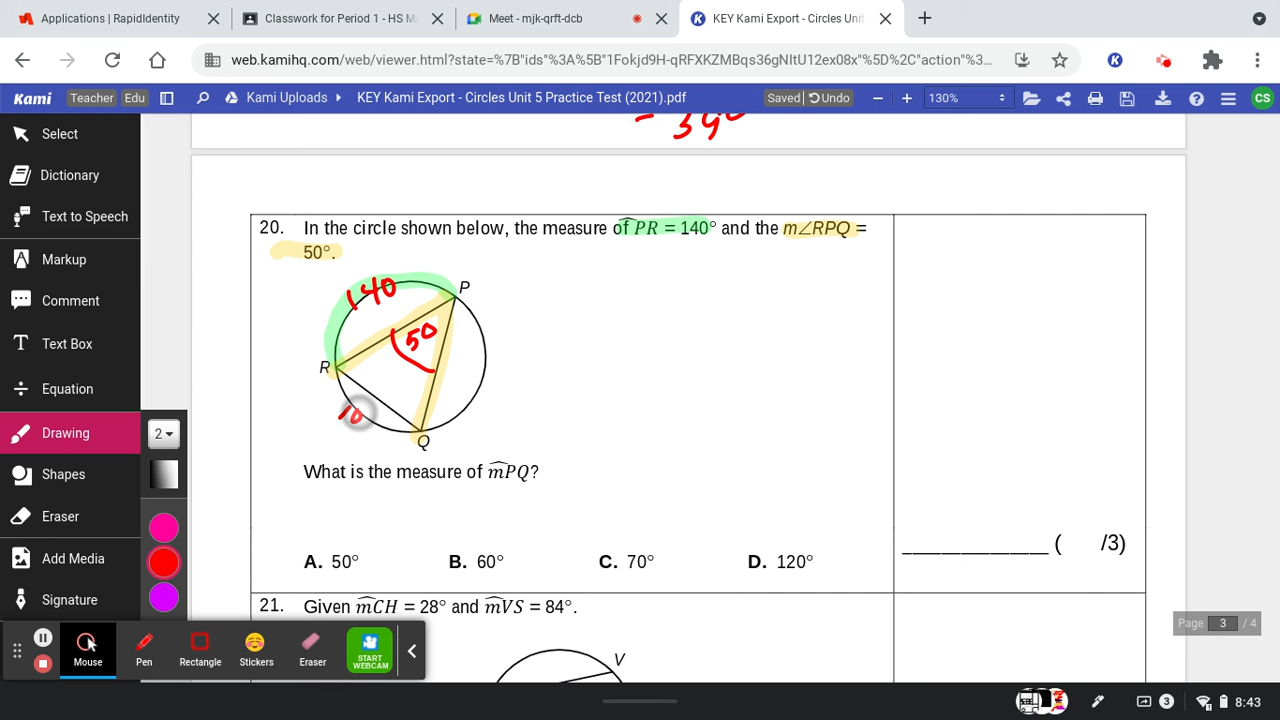 Applications | RapidIdentity
Classwork for Period 1 - HS M
Meet - mjk-qrft-dcb
KEY Kami Export - Circles Unit
web.kamihq.com/web/viewer.html?state=%7B"ids"%3A%5B"1Fokjd9H-qRFXKZMBqs36gNItU12ex08x"%5D%2C"action"%3...
Kami Teacher Edu Kami Uploads KEY Kami Export - Circles Unit 5 Practice Test (2021).pdf Saved Undo 130% CS
Select
Dictionary
Text to Speech
Markup
Comment
Text Box
Equation
Drawing
2
Shapes
Eraser
Add Media
Signature
20. In the circle shown below, the measure of PR = 140° and the m∠RPQ =
50°.
140
P
50
R
10
Q
What is the measure of mPQ?
A. 50° B. 60° C. 70° D. 120°
______________ ( /3)
21. Given mCH = 28° and mVS = 84°.
V
Page 3 / 4
Mouse
Pen
Rectangle
Stickers
Eraser
START
WEBCAM
3
8:43